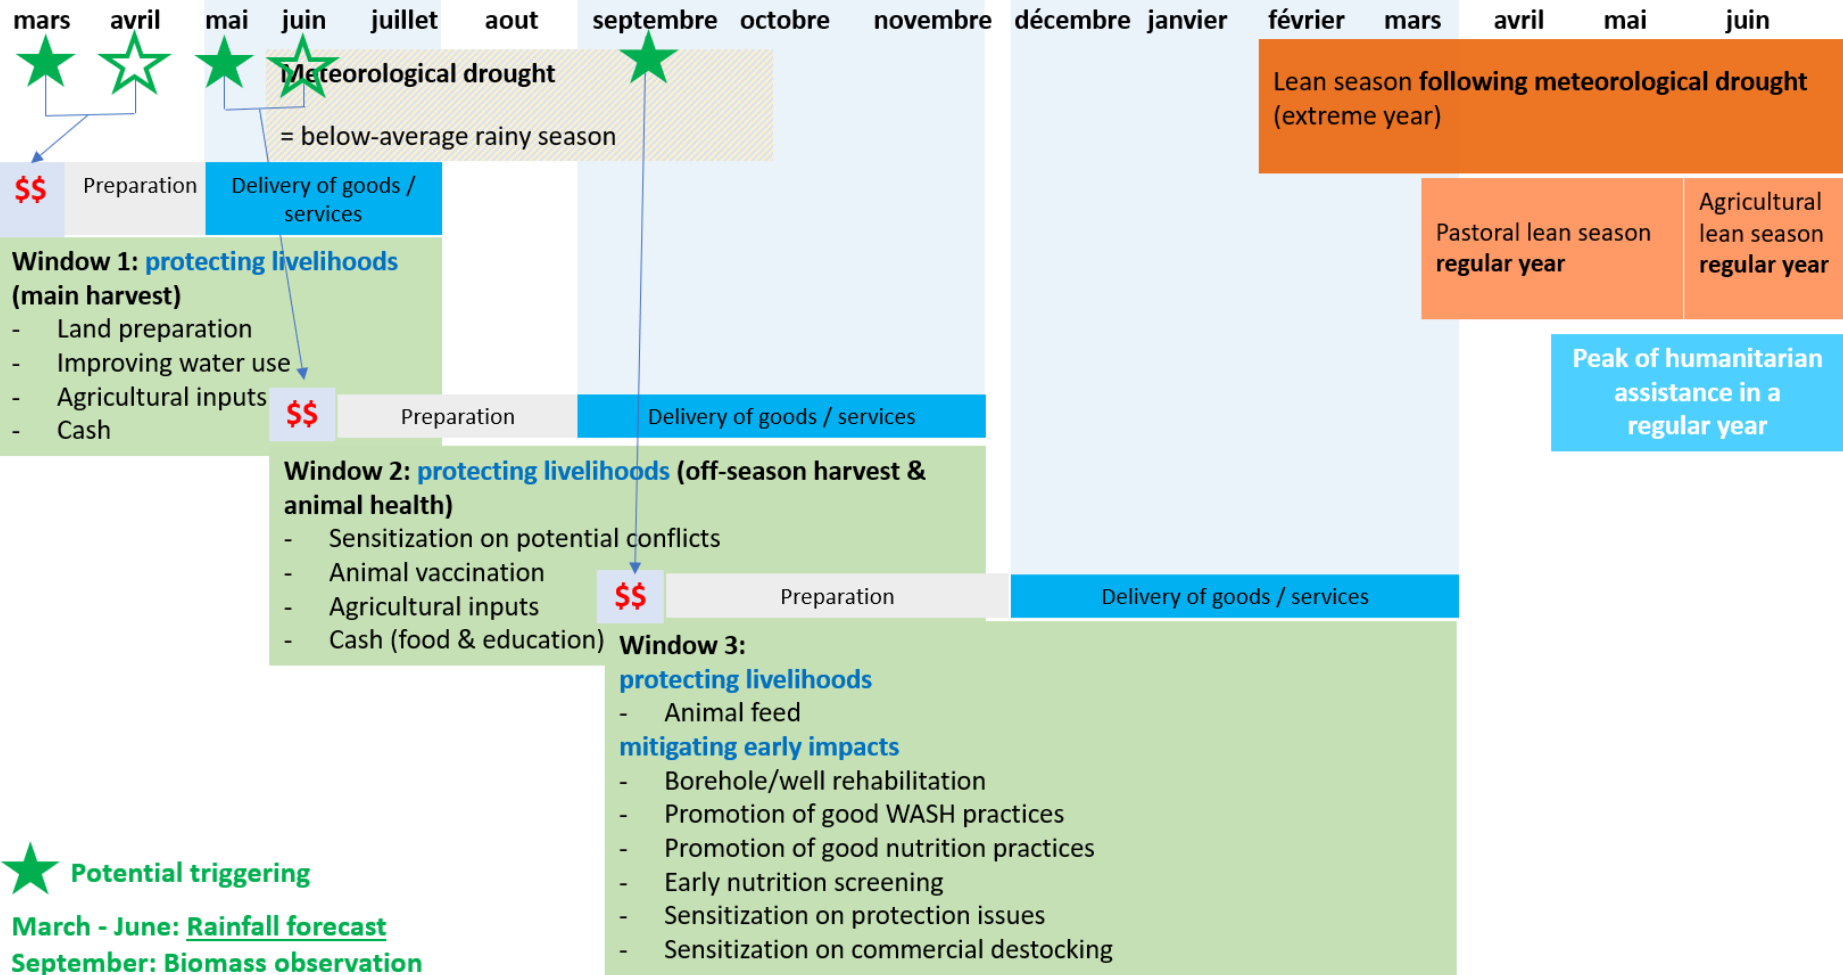 mars avril mai juin juillet aout septembre octobre novembre décembre janvier février mars avril mai juin
Meteorological drought
= below-average rainy season
Lean season following meteorological drought
(extreme year)
$$
Preparation
Delivery of goods /
services
Pastoral lean season
regular year
Agricultural
lean season
regular year
Window 1: protecting livelihoods
(main harvest)
- Land preparation
- Improving water use
- Agricultural inputs
- Cash
Peak of humanitarian
assistance in a
regular year
$$
Preparation
Delivery of goods / services
Window 2: protecting livelihoods (off-season harvest &
animal health)
- Sensitization on potential conflicts
- Animal vaccination
- Agricultural inputs
- Cash (food & education)
$$
Preparation
Delivery of goods / services
Window 3:
protecting livelihoods
- Animal feed
mitigating early impacts
- Borehole/well rehabilitation
- Promotion of good WASH practices
- Promotion of good nutrition practices
- Early nutrition screening
- Sensitization on protection issues
- Sensitization on commercial destocking
Potential triggering
March - June: Rainfall forecast
September: Biomass observation